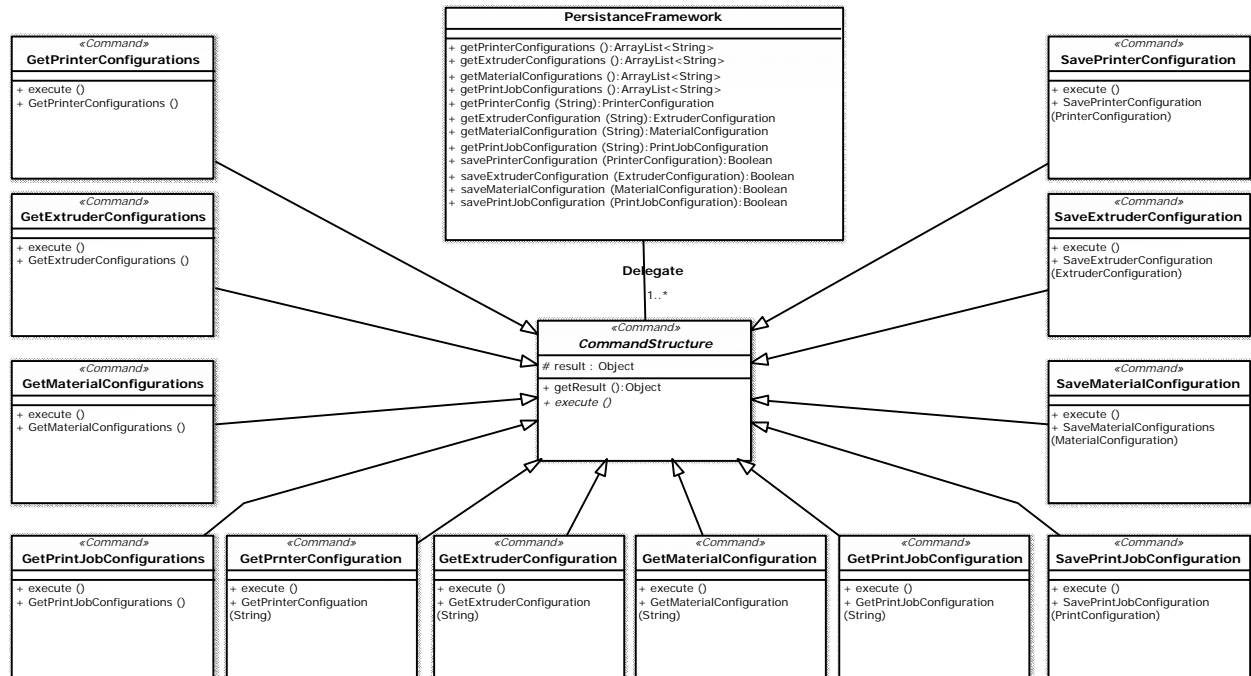 PersistanceFramework
+ getPrinterConfigurations ():ArrayList<String>
+ getExtruderConfigurations ():ArrayList<String>
+ getMaterialConfigurations ():ArrayList<String>
+ getPrintJobConfigurations ():ArrayList<String>
+ getPrinterConfig (String):PrinterConfiguration
+ getExtruderConfiguration (String):ExtruderConfiguration
+ getMaterialConfiguration (String):MaterialConfiguration
+ getPrintJobConfiguration (String):PrintJobConfiguration
+ savePrinterConfiguration (PrinterConfiguration):Boolean
+ saveExtruderConfiguration (ExtruderConfiguration):Boolean
+ saveMaterialConfiguration (MaterialConfiguration):Boolean
+ savePrintJobConfiguration (PrintJobConfiguration):Boolean
«Command»
GetPrinterConfigurations
+ execute ()
+ GetPrinterConfigurations ()
«Command»
SavePrinterConfiguration
+ execute ()
+ SavePrinterConfiguration
(PrinterConfiguration)
«Command»
GetExtruderConfigurations
+ execute ()
+ GetExtruderConfigurations ()
«Command»
SaveExtruderConfiguration
+ execute ()
+ SaveExtruderConfiguration
(ExtruderConfiguration)
Delegate
1..*
«Command»
CommandStructure
# result : Object
+ getResult ():Object
+ execute ()
«Command»
GetMaterialConfigurations
+ execute ()
+ GetMaterialConfigurations ()
«Command»
SaveMaterialConfiguration
+ execute ()
+ SaveMaterialConfigurations
(MaterialConfiguration)
«Command»
GetPrintJobConfigurations
+ execute ()
+ GetPrintJobConfigurations ()
«Command»
GetPrnterConfiguration
+ execute ()
+ GetPrinterConfiguation
(String)
«Command»
GetExtruderConfiguration
+ execute ()
+ GetExtruderConfiguration
(String)
«Command»
GetMaterialConfiguration
+ execute ()
+ GetMaterialConfiguration
(String)
«Command»
GetPrintJobConfiguration
+ execute ()
+ GetPrintJobConfiguration
(String)
«Command»
SavePrintJobConfiguration
+ execute ()
+ SavePrintJobConfiguration
(PrintConfiguration)